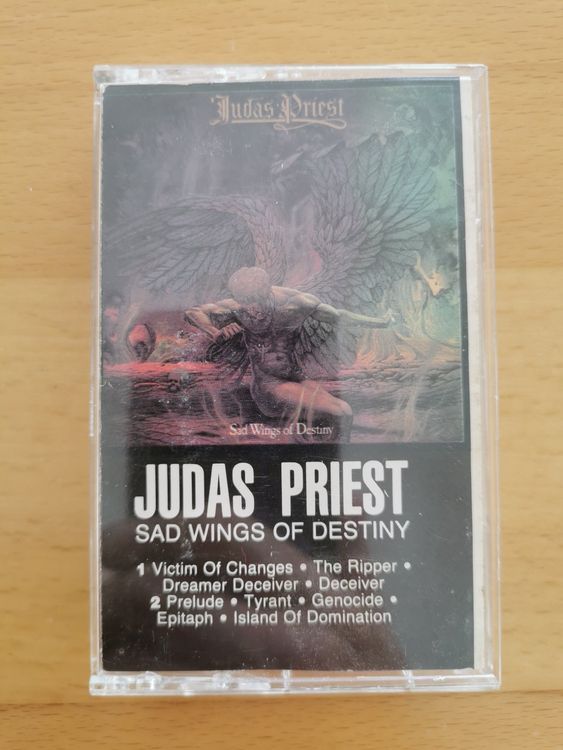 Judas Priest
Sad Wings of Destiny
JUDAS PRIEST
SAD WINGS OF DESTINY
1 Victim Of Changes • The Ripper •
Dreamer Deceiver • Deceiver
2 Prelude • Tyrant • Genocide •
Epitaph • Island Of Domination